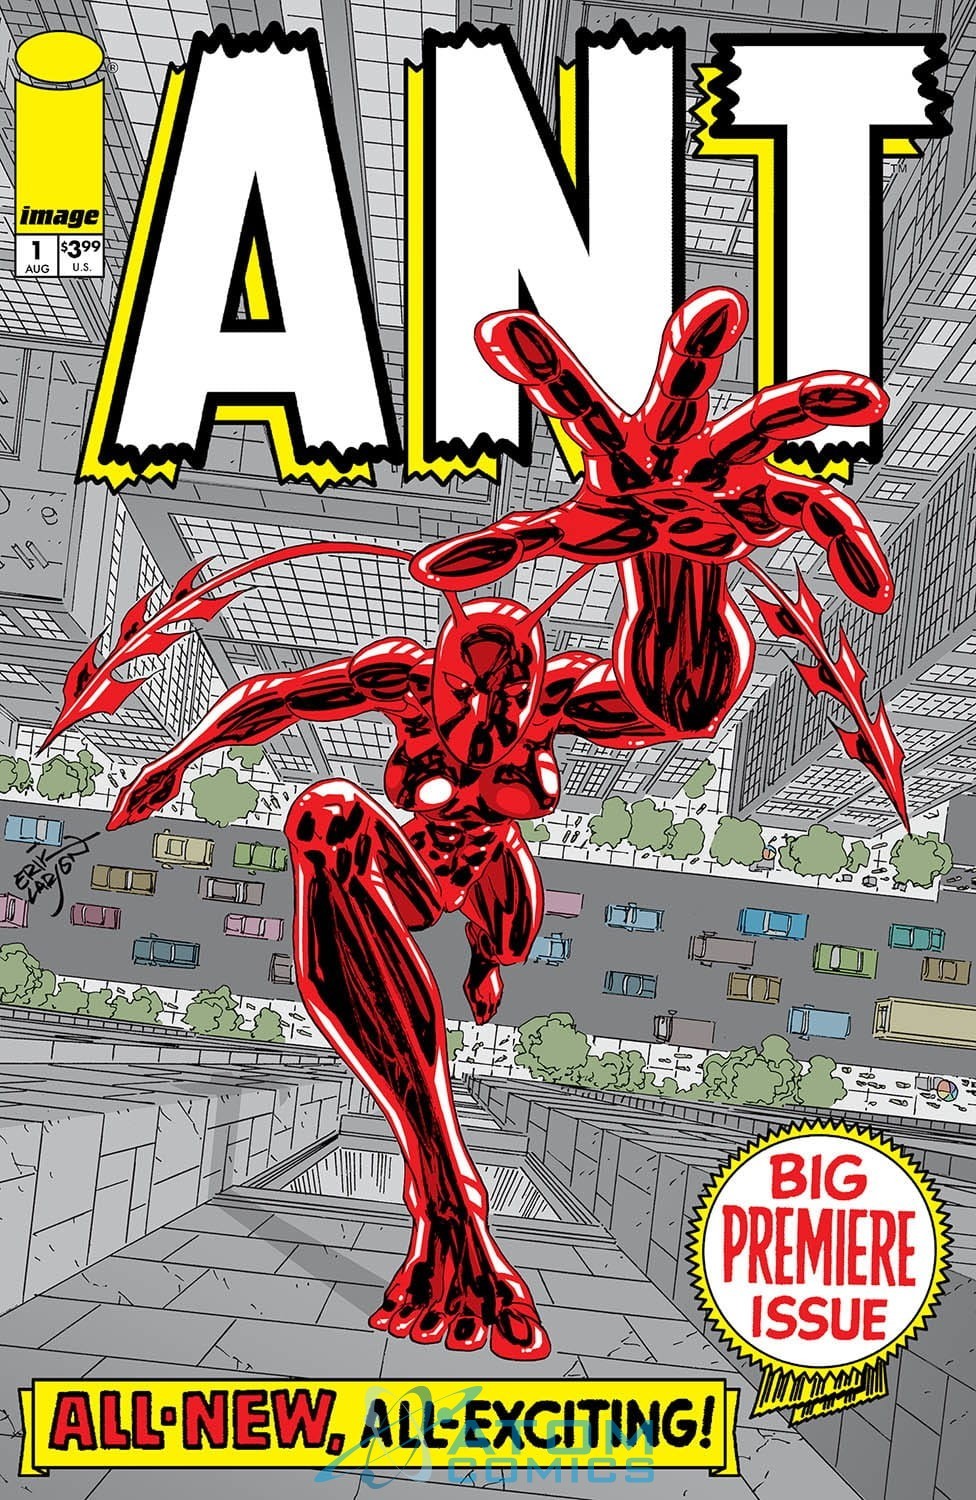 ANT
™
®
image
1
AUG
$3.99
U.S.
ERIK
LARSEN
BIG
PREMIERE
ISSUE
ALL-NEW, ALL-EXCITING!
ATOM
COMICS